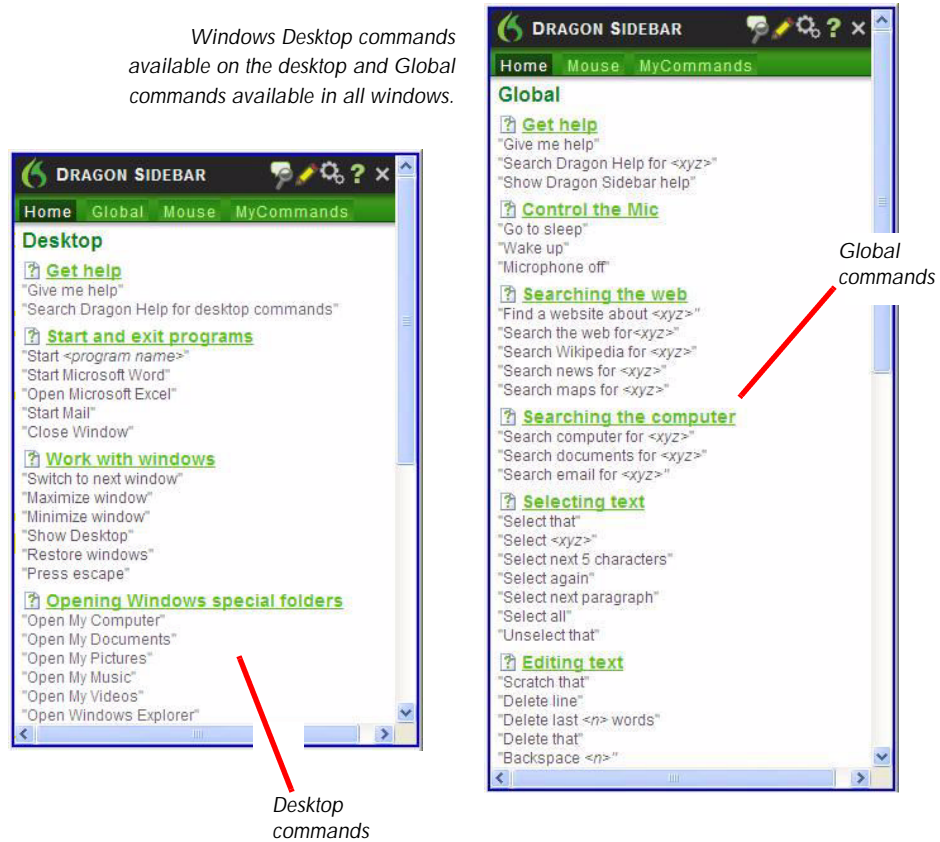 Windows Desktop commands
available on the desktop and Global
commands available in all windows.
DRAGON SIDEBAR
Home Global Mouse MyCommands
Desktop
Get help
"Give me help"
"Search Dragon Help for desktop commands"
Start and exit programs
"Start <program name>"
"Start Microsoft Word"
"Open Microsoft Excel"
"Start Mail"
"Close Window"
Work with windows
"Switch to next window"
"Maximize window"
"Minimize window"
"Show Desktop"
"Restore windows"
"Press escape"
Opening Windows special folders
"Open My Computer"
"Open My Documents"
"Open My Pictures"
"Open My Music"
"Open My Videos"
"Open Windows Explorer"
Desktop
commands
DRAGON SIDEBAR
Home Mouse MyCommands
Global
Get help
"Give me help"
"Search Dragon Help for <xyz>"
"Show Dragon Sidebar help"
Control the Mic
"Go to sleep"
"Wake up"
"Microphone off"
Searching the web
"Find a website about <xyz>"
"Search the web for<xyz>"
"Search Wikipedia for <xyz>"
"Search news for <xyz>"
"Search maps for <xyz>"
Searching the computer
"Search computer for <xyz>"
"Search documents for <xyz>"
"Search email for <xyz>"
Selecting text
"Select that"
"Select <xyz>"
"Select next 5 characters"
"Select again"
"Select next paragraph"
"Select all"
"Unselect that"
Editing text
"Scratch that"
"Delete line"
"Delete last <n> words"
"Delete that"
"Backspace <n>"
Global
commands